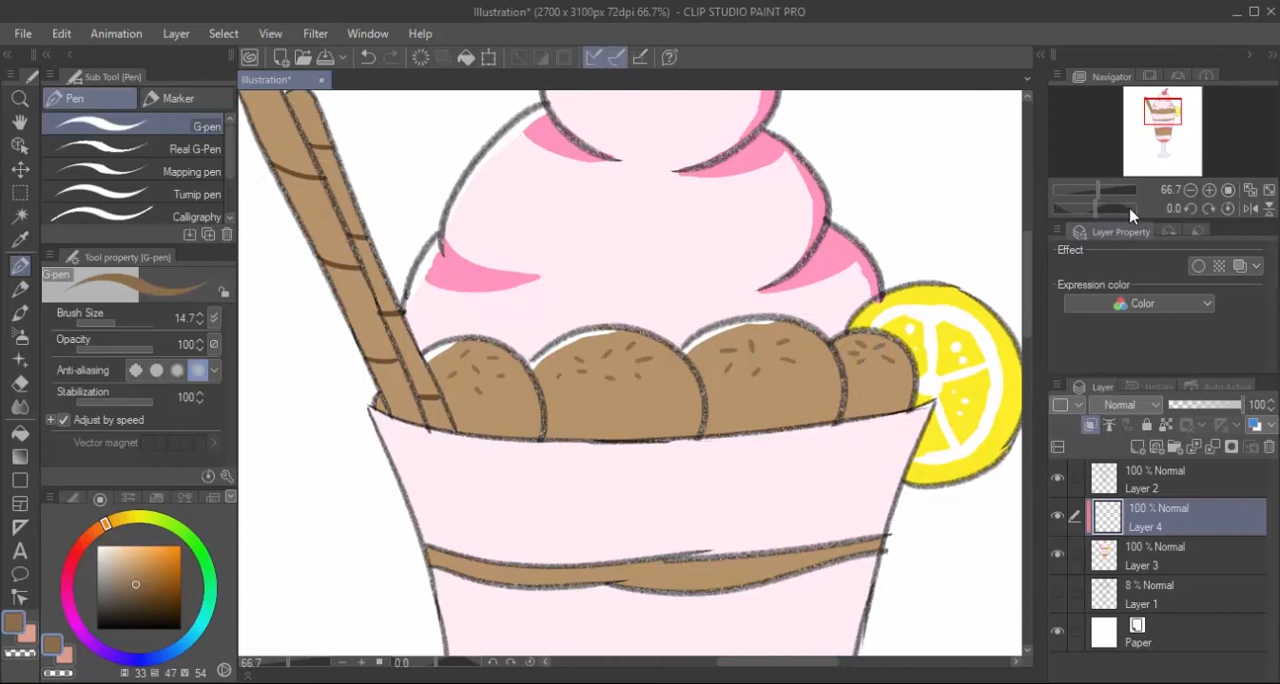 Illustration* (2700 x 3100px 72dpi 66.7%) - CLIP STUDIO PAINT PRO
File Edit Animation Layer Select View Filter Window Help
Sub Tool [Pen]
Illustration*
Navigator
Pen
Marker
G-pen
Real G-Pen
Mapping pen
Turnip pen
Calligraphy
66.7
0.0
Layer Property
Effect
Expression color
Color
Tool property [G-pen]
G-pen
Brush Size 14.7
Opacity 100
Anti-aliasing
Stabilization 100
Adjust by speed
Vector magnet
Layer
History
Auto Action
Normal 100
100 % Normal
Layer 2
100 % Normal
Layer 4
100 % Normal
Layer 3
8 % Normal
Layer 1
Paper
66.7 0.0
33 47 54
A